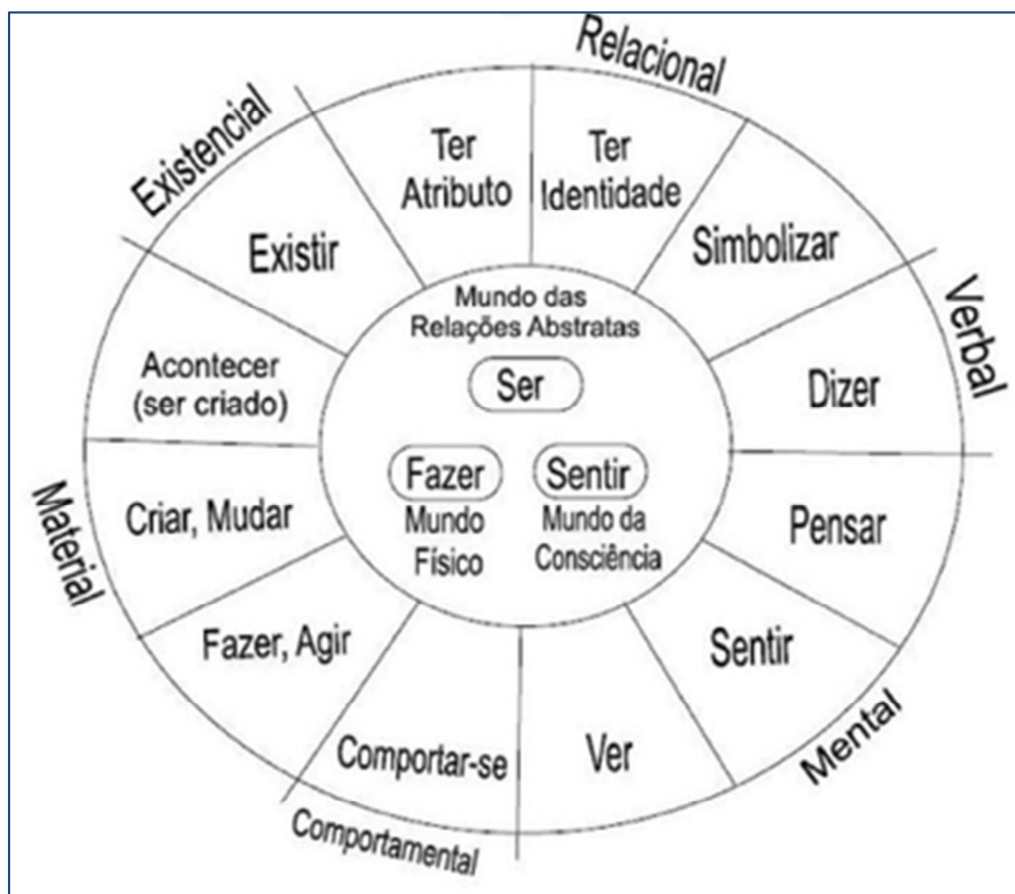 Relacional
Existencial
Ter
Atributo
Ter
Identidade
Existir
Simbolizar
Verbal
Mundo das
Relações Abstratas
Ser
Acontecer
(ser criado)
Dizer
Fazer
Mundo
Físico
Sentir
Mundo da
Consciência
Material
Criar, Mudar
Pensar
Fazer, Agir
Sentir
Mental
Comportar-se
Ver
Comportamental